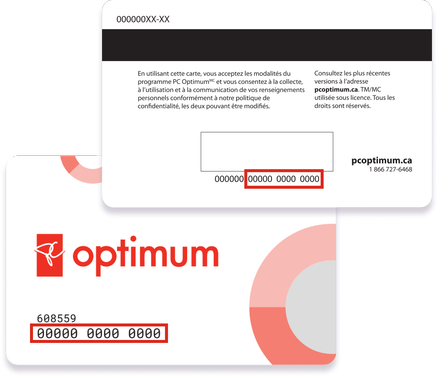 000000XX-XX
En utilisant cette carte, vous acceptez les modalités du
programme PC Optimumᴹᶜ et vous consentez à la collecte,
à l'utilisation et à la communication de vos renseignements
personnels conformément à notre politique de
confidentialité, les deux pouvant être modifiés.
Consultez les plus récentes
versions à l'adresse
pcoptimum.ca. TM/MC
utilisée sous licence. Tous les
droits sont réservés.
pcoptimum.ca
1 866 727-6468
000000 00000 0000 0000
optimum
608559
00000 0000 0000